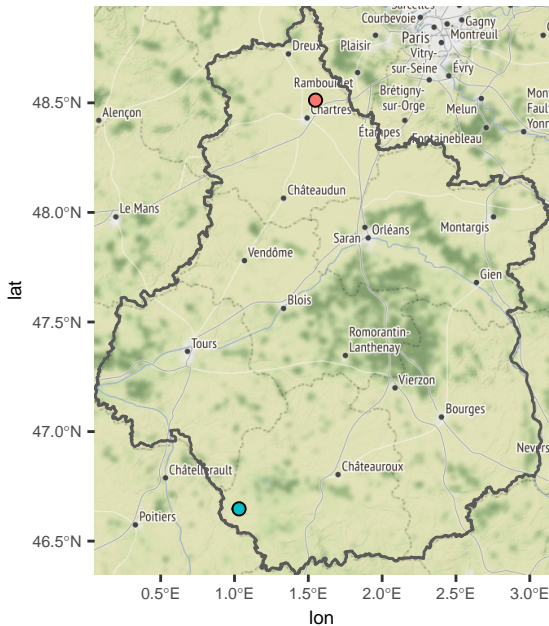 Sarcelles
Courbevoie
Gagny
Dreux
Plaisir
Paris
Montreuil
Vitry-
sur-Seine
Évry
Rambouillet
Brétigny-
sur-Orge
Melun
48.5°N
Alençon
Chartres
Étampes
Fontainebleau
Châteaudun
Le Mans
48.0°N
Orléans
Montargis
Saran
Vendôme
Gien
lat
Blois
47.5°N
Romorantin-
Lanthenay
Tours
Vierzon
Bourges
47.0°N
Châtellerault
Châteauroux
Poitiers
46.5°N
0.5°E
1.0°E
1.5°E
2.0°E
2.5°E
3.0°E
lon